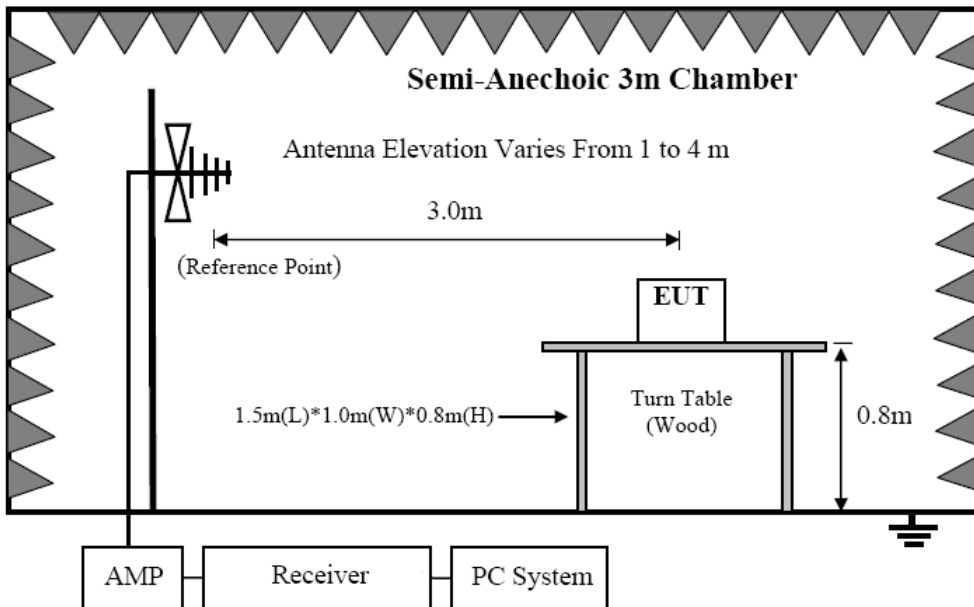 Semi-Anechoic 3m Chamber
Antenna Elevation Varies From 1 to 4 m
3.0m
(Reference Point)
EUT
1.5m(L)*1.0m(W)*0.8m(H)
Turn Table
(Wood)
0.8m
AMP
Receiver
PC System